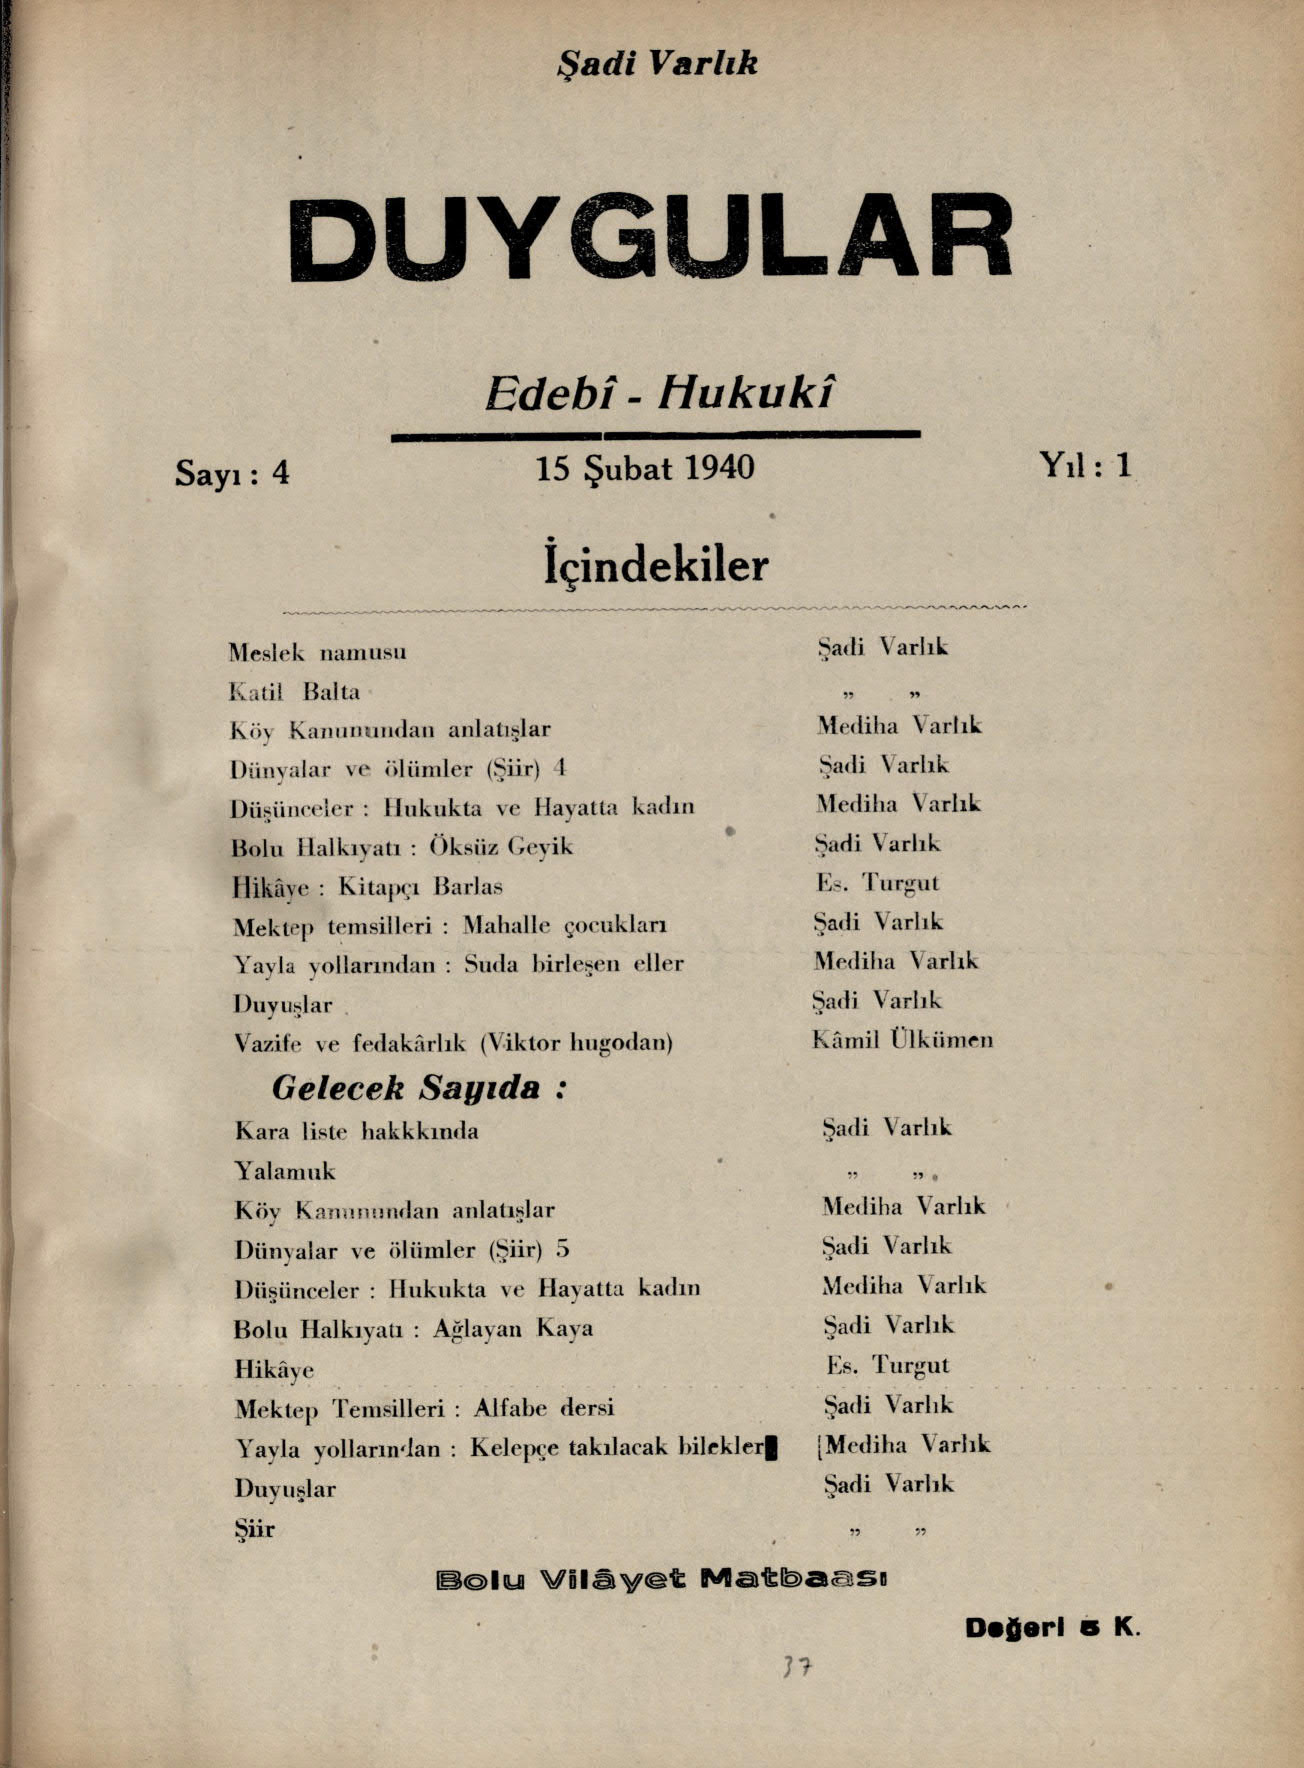 Şadi Varlık
DUYGULAR
Edebî - Hukukî
Sayı : 4 15 Şubat 1940 Yıl : 1
İçindekiler
Meslek namusu Şadi Varlık
Katil Balta ” ”
Köy Kanunundan anlatışlar Mediha Varlık
Dünyalar ve ölümler (Şiir) 4 Şadi Varlık
Düşünceler : Hukukta ve Hayatta kadın Mediha Varlık
Bolu Halkıyatı : Öksüz Geyik Şadi Varlık
Hikâye : Kitapçı Barlas Es. Turgut
Mektep temsilleri : Mahalle çocukları Şadi Varlık
Yayla yollarından : Suda birleşen eller Mediha Varlık
Duyuşlar Şadi Varlık
Vazife ve fedakârlık (Viktor hugodan) Kâmil Ülkümen
Gelecek Sayıda :
Kara liste hakkkında Şadi Varlık
Yalamuk ” ”
Köy Kanunundan anlatışlar Mediha Varlık
Dünyalar ve ölümler (Şiir) 5 Şadi Varlık
Düşünceler : Hukukta ve Hayatta kadın Mediha Varlık
Bolu Halkıyatı : Ağlayan Kaya Şadi Varlık
Hikâye Es. Turgut
Mektep Temsilleri : Alfabe dersi Şadi Varlık
Yayla yollarından : Kelepçe takılacak bilekler Mediha Varlık
Duyuşlar Şadi Varlık
Şiir ” ”
Bolu Vilâyet Matbaası
Değeri 5 K.
37